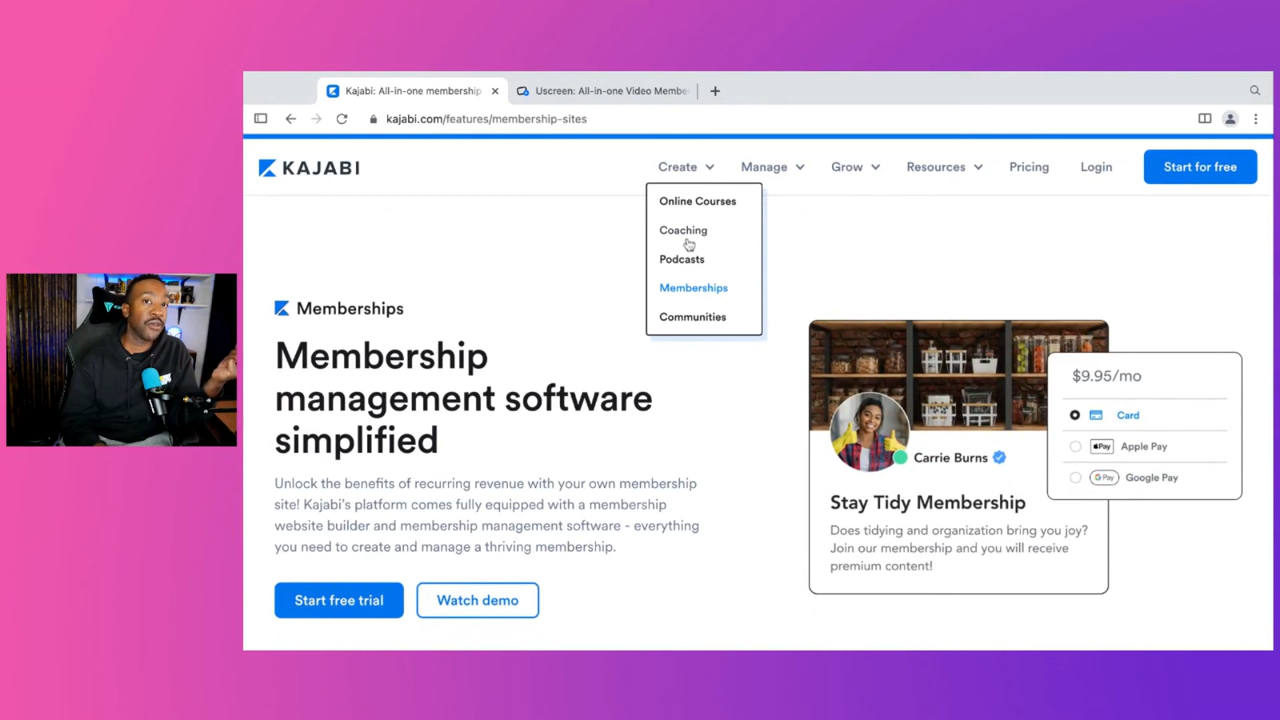 Kajabi: All-in-one membership
Uscreen: All-in-one Video Membe
kajabi.com/features/membership-sites
KAJABI
Create
Manage
Grow
Resources
Pricing
Login
Start for free
Online Courses
Coaching
Podcasts
Memberships
Communities
Memberships
Membership
management software
simplified
Unlock the benefits of recurring revenue with your own membership
site! Kajabi's platform comes fully equipped with a membership
website builder and membership management software - everything
you need to create and manage a thriving membership.
Start free trial
Watch demo
$9.95/mo
Card
Pay
Apple Pay
G Pay
Google Pay
Carrie Burns
Stay Tidy Membership
Does tidying and organization bring you joy?
Join our membership and you will receive
premium content!